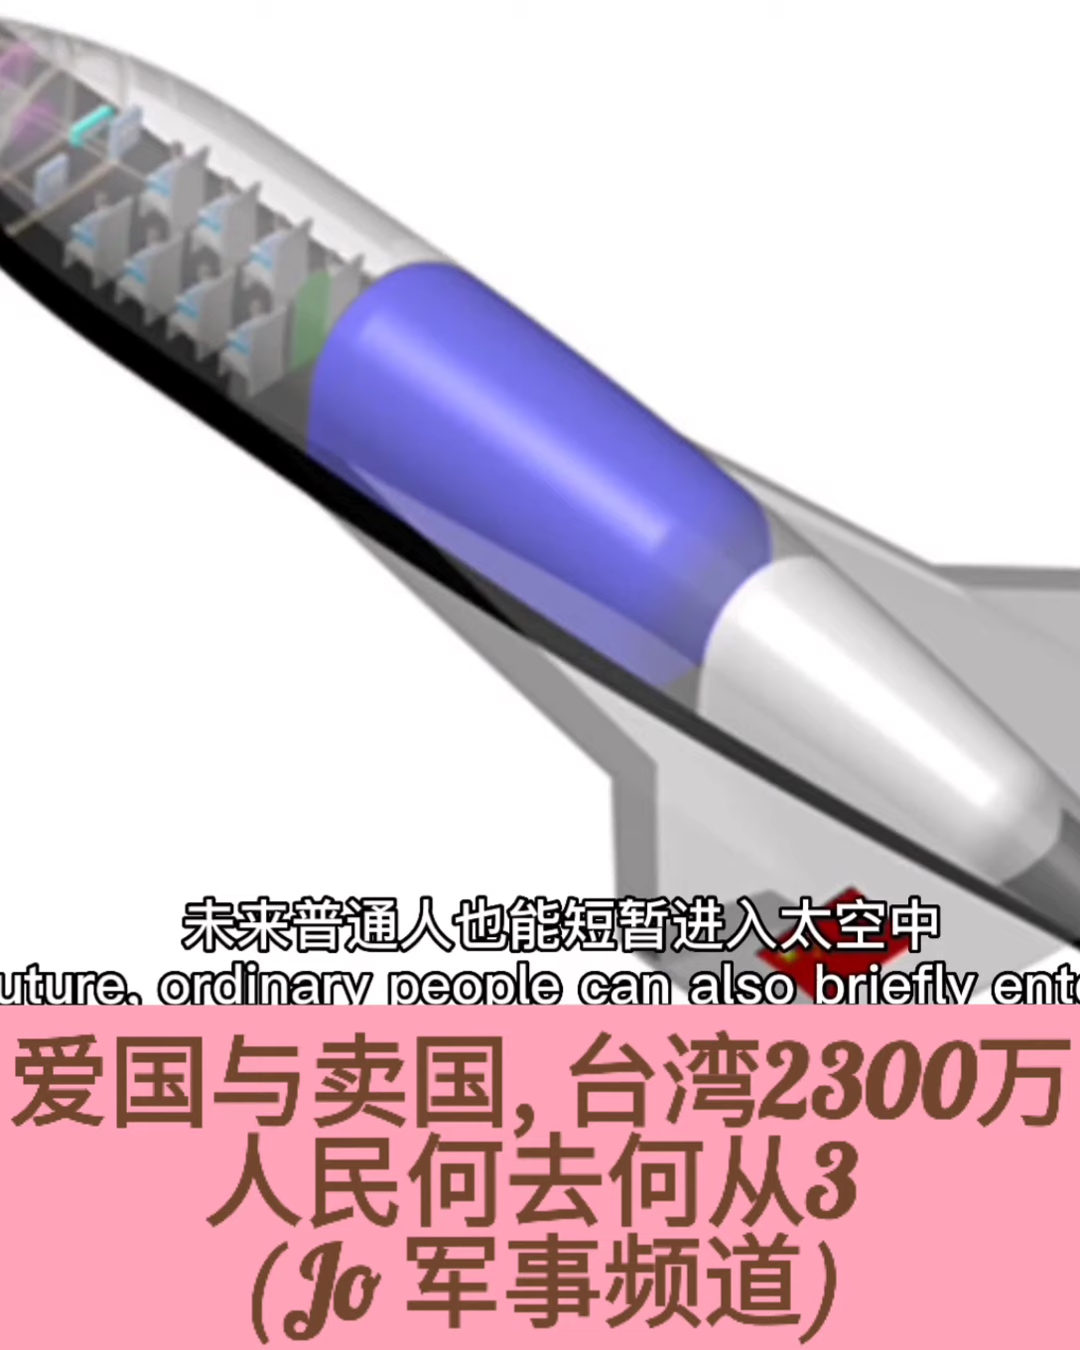 未来普通人也能短暂进入太空中
uture, ordinary people can also briefly ent
爱国与卖国,台湾2300万
人民何去何从3
(Jo 军事频道)